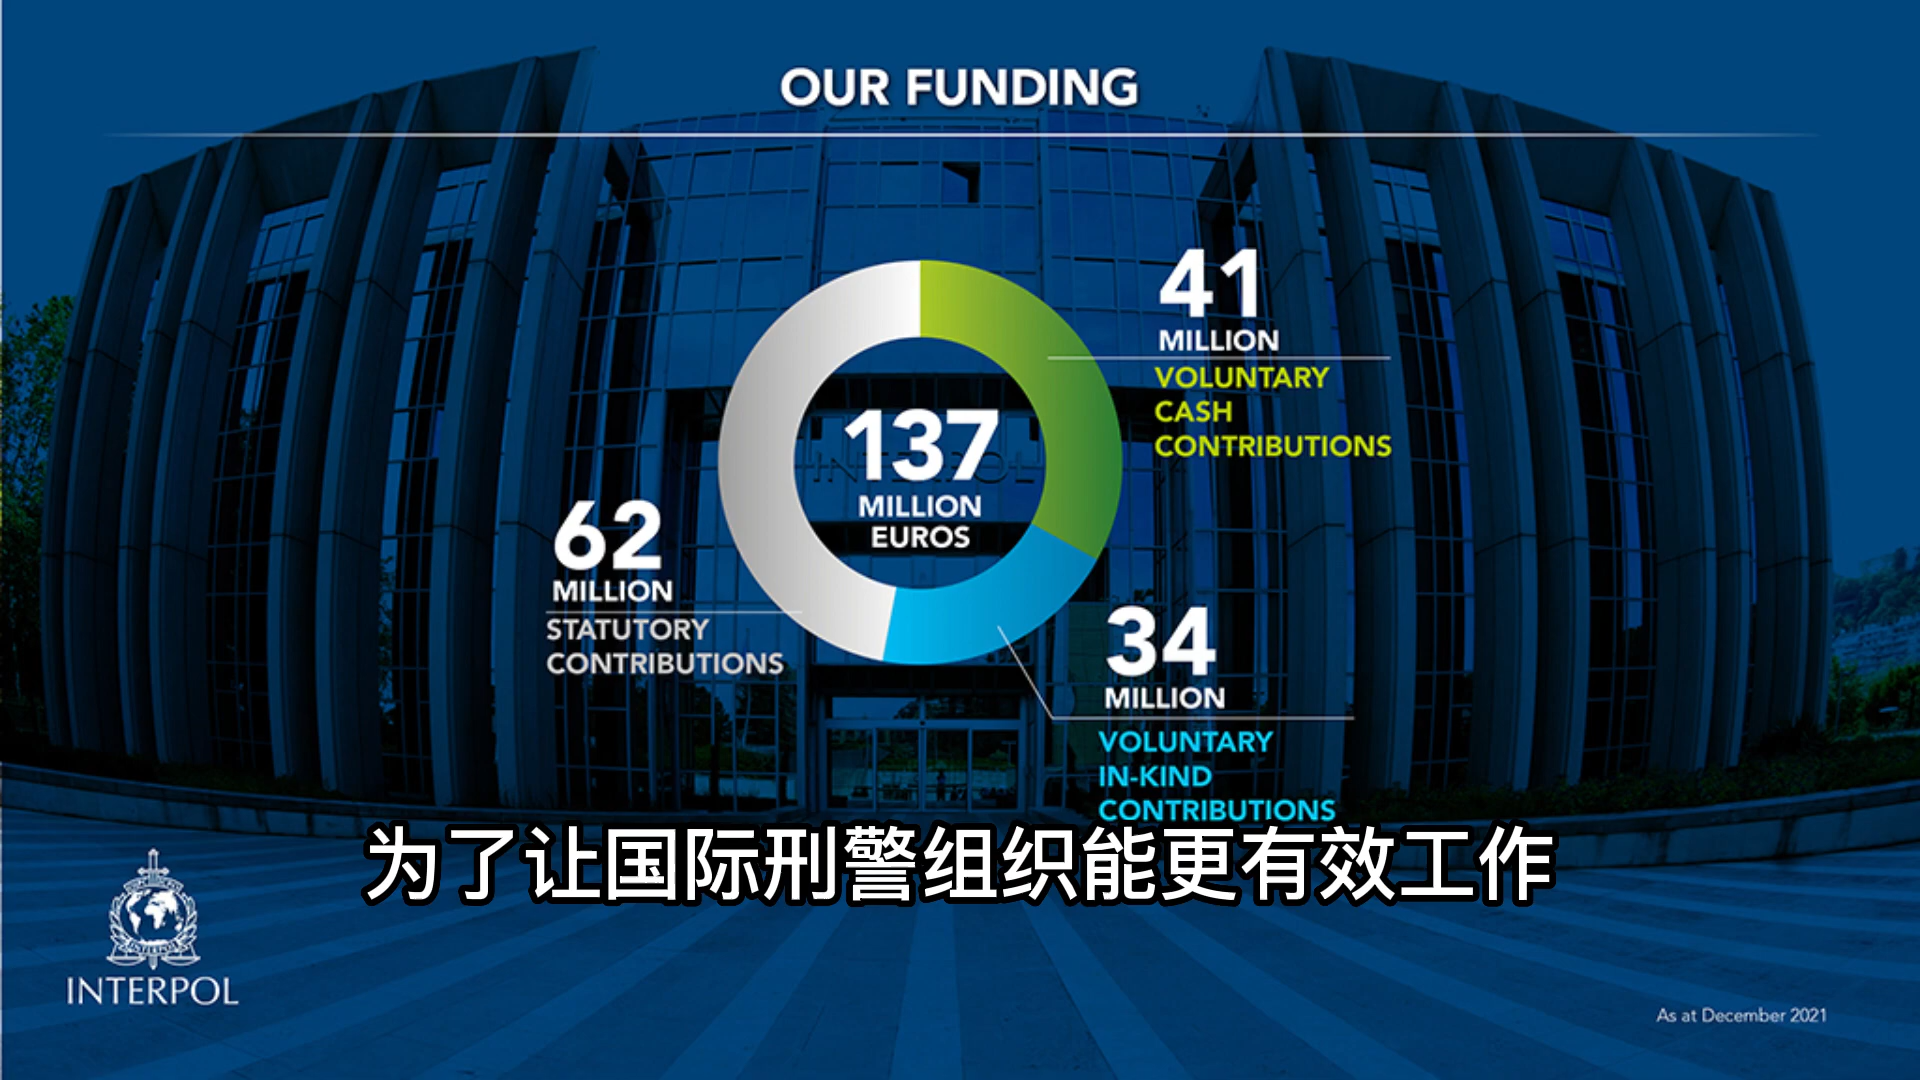 OUR FUNDING
41
MILLION
VOLUNTARY
CASH
CONTRIBUTIONS
137
MILLION
EUROS
62
MILLION
STATUTORY
CONTRIBUTIONS
34
MILLION
VOLUNTARY
IN-KIND
CONTRIBUTIONS
为了让国际刑警组织能更有效工作
INTERPOL
As at December 2021